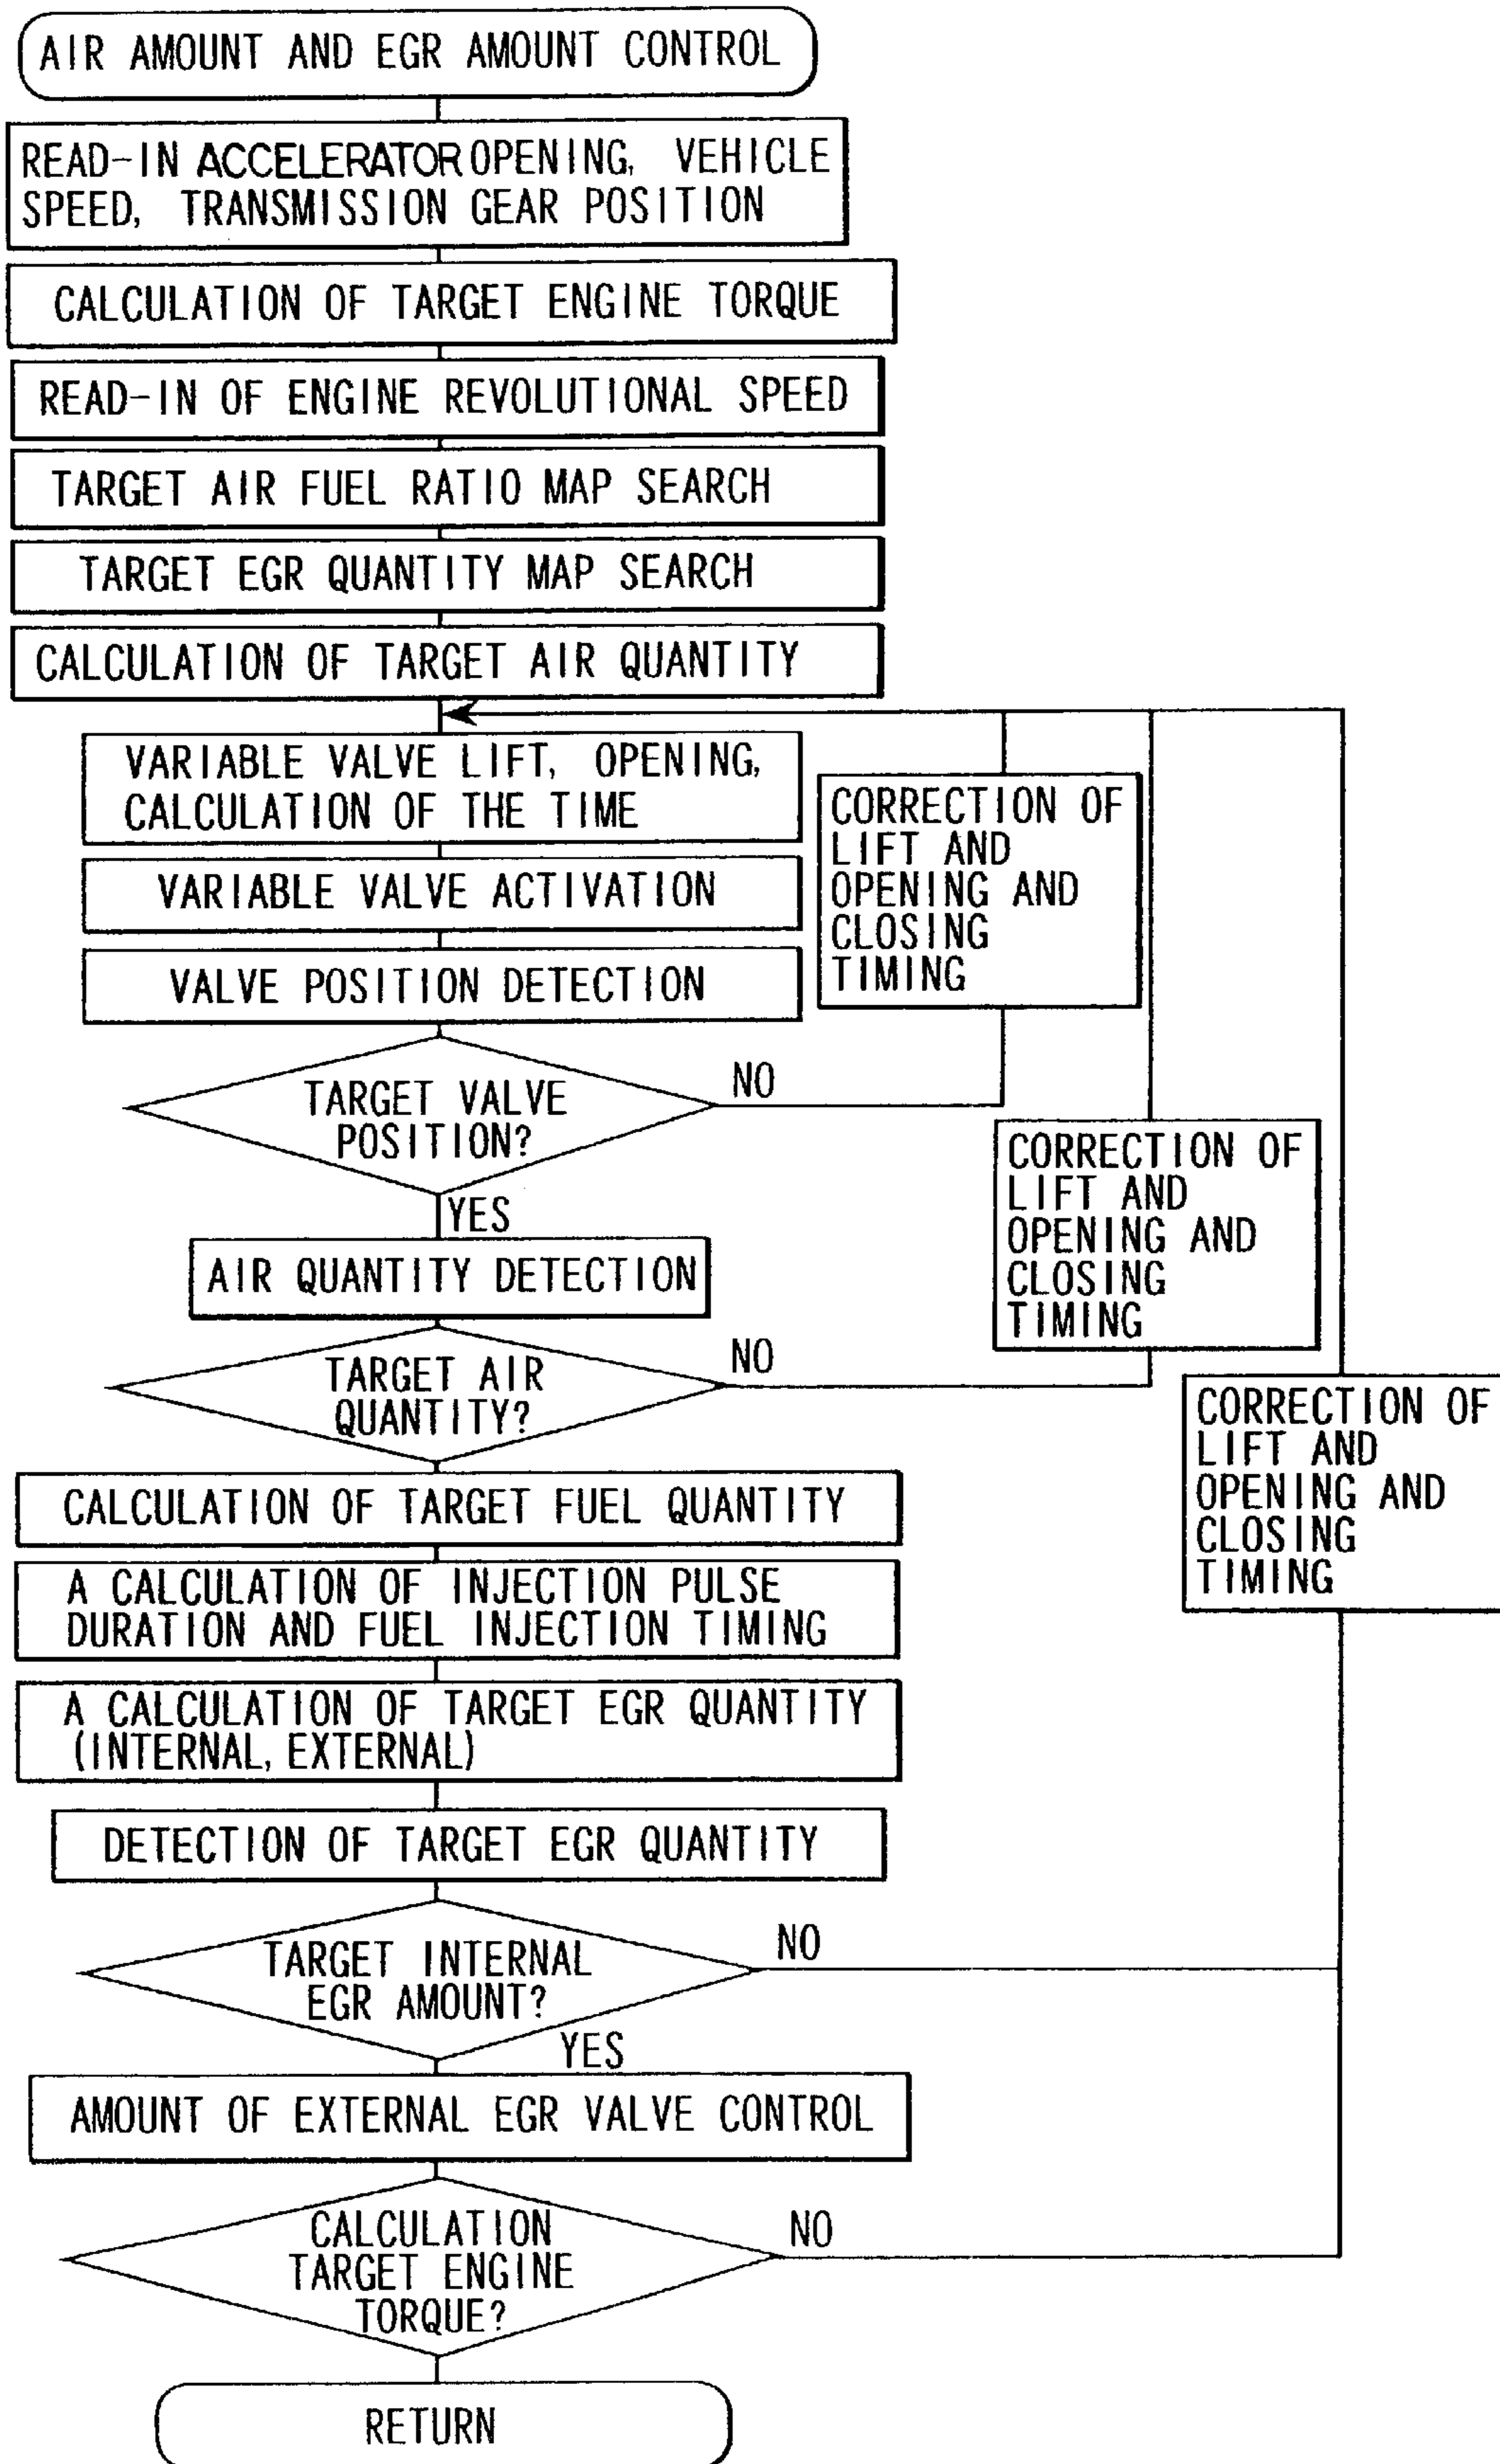 AIR AMOUNT AND EGR AMOUNT CONTROL
READ-IN ACCELERATOR OPENING, VEHICLE
SPEED, TRANSMISSION GEAR POSITION
CALCULATION OF TARGET ENGINE TORQUE
READ-IN OF ENGINE REVOLUTIONAL SPEED
TARGET AIR FUEL RATIO MAP SEARCH
TARGET EGR QUANTITY MAP SEARCH
CALCULATION OF TARGET AIR QUANTITY
VARIABLE VALVE LIFT, OPENING,
CALCULATION OF THE TIME
VARIABLE VALVE ACTIVATION
VALVE POSITION DETECTION
CORRECTION OF
LIFT AND
OPENING AND
CLOSING
TIMING
TARGET VALVE
POSITION?
NO
YES
AIR QUANTITY DETECTION
CORRECTION OF
LIFT AND
OPENING AND
CLOSING
TIMING
TARGET AIR
QUANTITY?
NO
CORRECTION OF
LIFT AND
OPENING AND
CLOSING
TIMING
CALCULATION OF TARGET FUEL QUANTITY
A CALCULATION OF INJECTION PULSE
DURATION AND FUEL INJECTION TIMING
A CALCULATION OF TARGET EGR QUANTITY
(INTERNAL, EXTERNAL)
DETECTION OF TARGET EGR QUANTITY
TARGET INTERNAL
EGR AMOUNT?
NO
YES
AMOUNT OF EXTERNAL EGR VALVE CONTROL
CALCULATION
TARGET ENGINE
TORQUE?
NO
RETURN